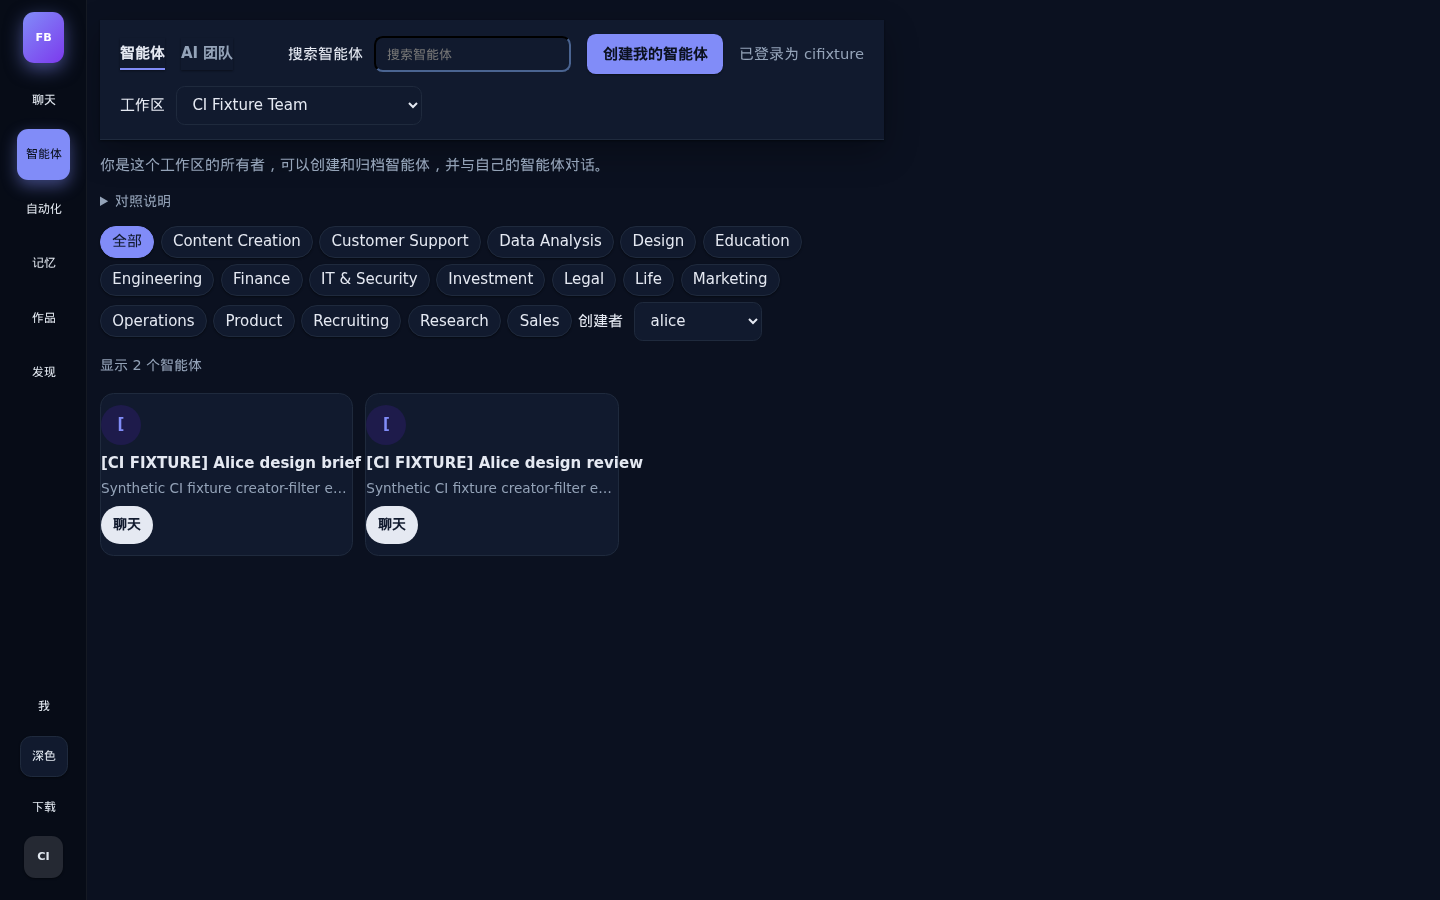 FB
聊天
智能体
自动化
记忆
作品
发现
我
深色
下载
CI
智能体 AI 团队 搜索智能体 搜索智能体 创建我的智能体 已登录为 cifixture
工作区 CI Fixture Team
你是这个工作区的所有者，可以创建和归档智能体，并与自己的智能体对话。
▶ 对照说明
全部 Content Creation Customer Support Data Analysis Design Education
Engineering Finance IT & Security Investment Legal Life Marketing
Operations Product Recruiting Research Sales 创建者 alice
显示 2 个智能体
[ [
[CI FIXTURE] Alice design brief [CI FIXTURE] Alice design review
Synthetic CI fixture creator-filter e… Synthetic CI fixture creator-filter e…
聊天 聊天